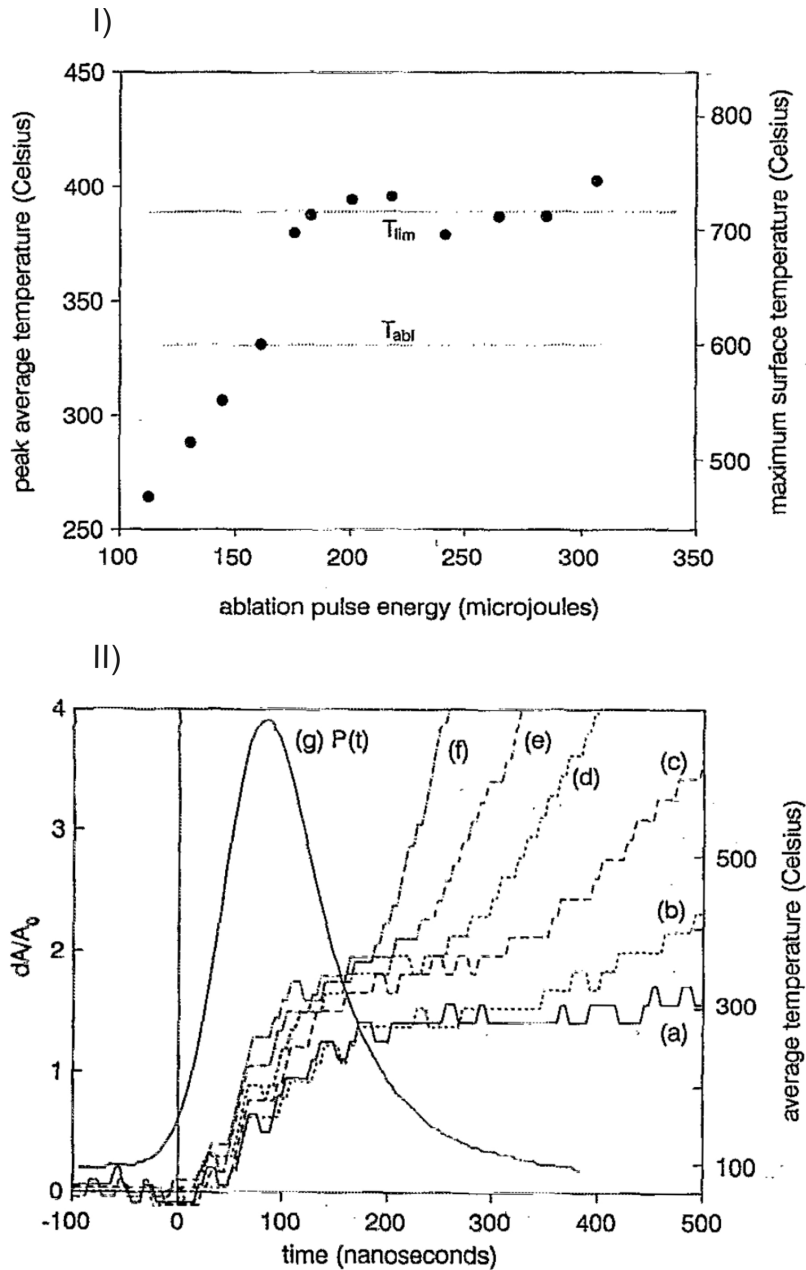 I)
450
400
350
300
250
peak average temperature (Celsius)
T_lim
T_abl
800
700
600
500
maximum surface temperature (Celsius)
100 150 200 250 300 350
ablation pulse energy (microjoules)
II)
4
3
2
1
0
dA/A_0
(g) P(t)
(f)
(e)
(d)
(c)
(b)
(a)
500
300
100
average temperature (Celsius)
-100 0 100 200 300 400 500
time (nanoseconds)